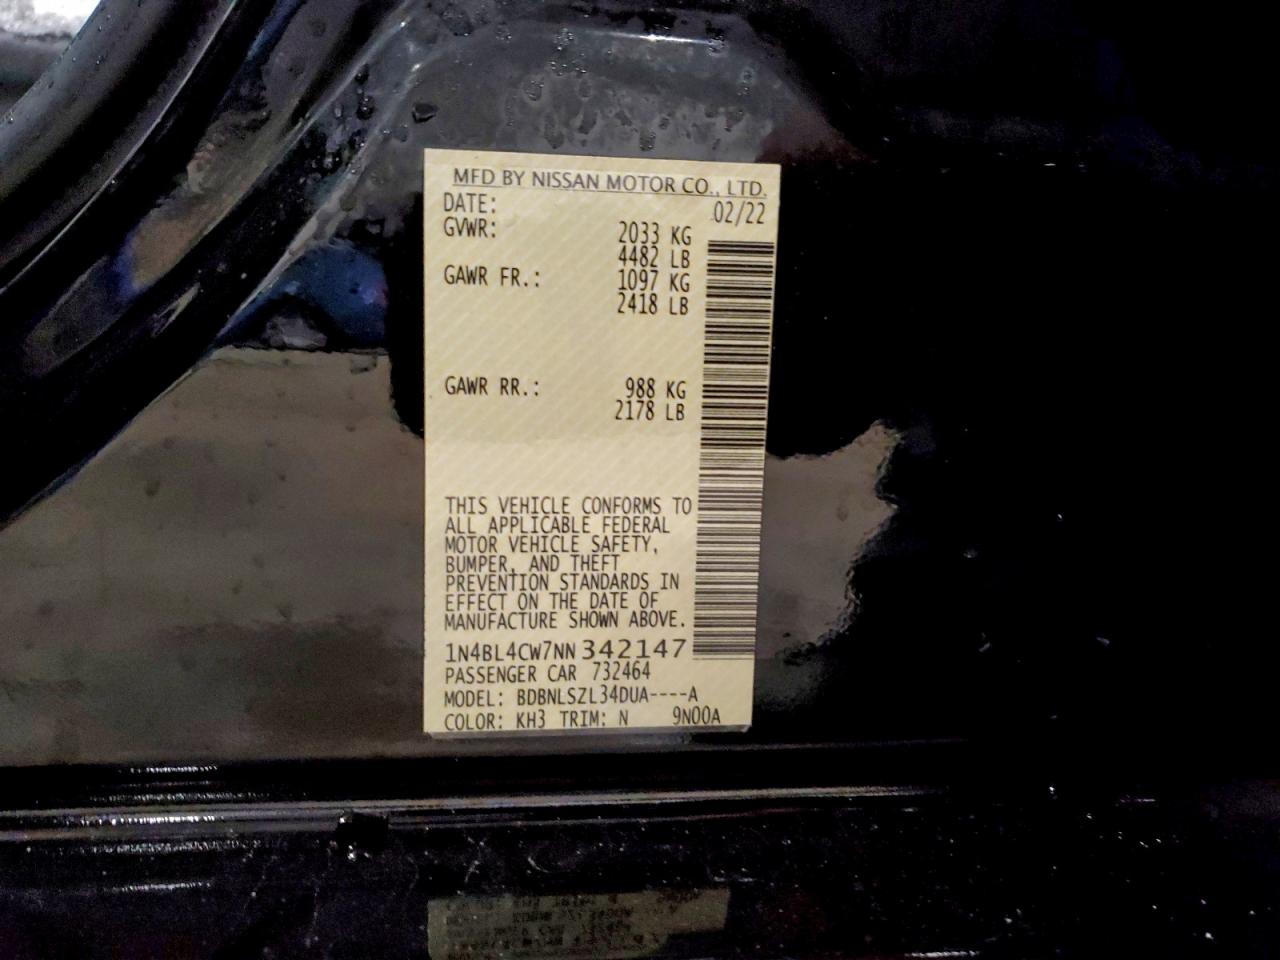 MFD BY NISSAN MOTOR CO., LTD.
DATE: 02/22
GVWR: 2033 KG
4482 LB
GAWR FR.: 1097 KG
2418 LB
GAWR RR.: 988 KG
2178 LB
THIS VEHICLE CONFORMS TO
ALL APPLICABLE FEDERAL
MOTOR VEHICLE SAFETY,
BUMPER, AND THEFT
PREVENTION STANDARDS IN
EFFECT ON THE DATE OF
MANUFACTURE SHOWN ABOVE.
1N4BL4CW7NN342147
PASSENGER CAR 732464
MODEL: BDBNLSZL34DUA----A
COLOR: KH3 TRIM: N 9N00A